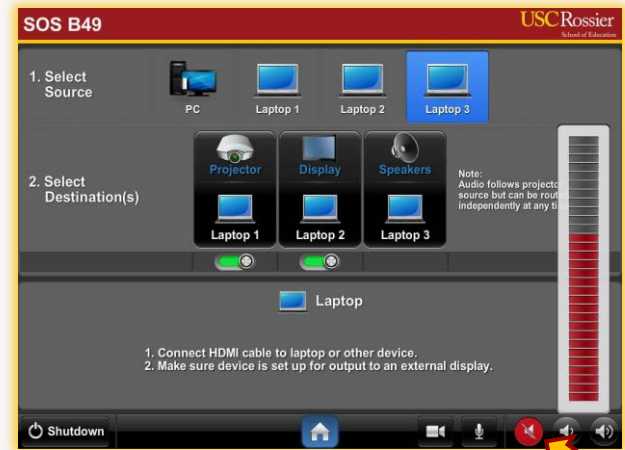 SOS B49
USC Rossier
School of Education
1. Select
Source
PC
Laptop 1
Laptop 2
Laptop 3
2. Select
Destination(s)
Projector
Display
Speakers
Laptop 1
Laptop 2
Laptop 3
Note:
Audio follows
source but can be
independently at any
Laptop
1. Connect HDMI cable to laptop or other device.
2. Make sure device is set up for output to an external display.
Shutdown